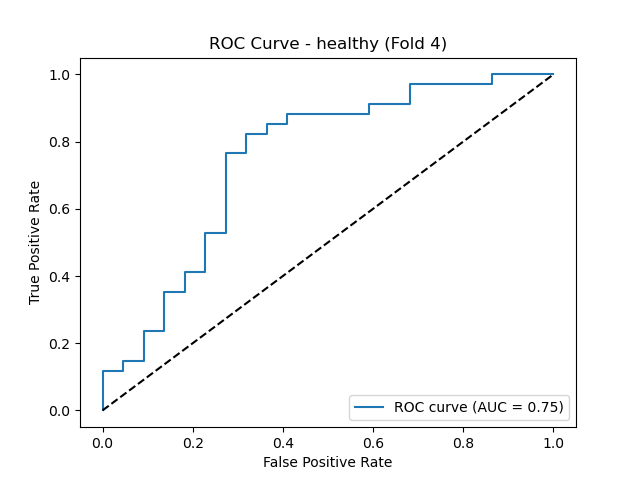 ROC Curve - healthy (Fold 4)
True Positive Rate
1.0
0.8
0.6
0.4
0.2
0.0
ROC curve (AUC = 0.75)
0.0 0.2 0.4 0.6 0.8 1.0
False Positive Rate